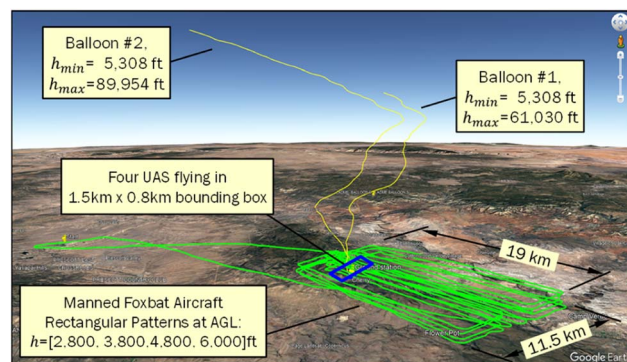 Balloon #2,
h_min= 5,308 ft
h_max=89,954 ft
Balloon #1,
h_min= 5,308 ft
h_max=61,030 ft
Four UAS flying in
1.5km x 0.8km bounding box
19 km
Manned Foxbat Aircraft
Rectangular Patterns at AGL:
h=[2,800. 3,800,4,800. 6,000]ft
Flower Pot
11.5 km
Google Earth